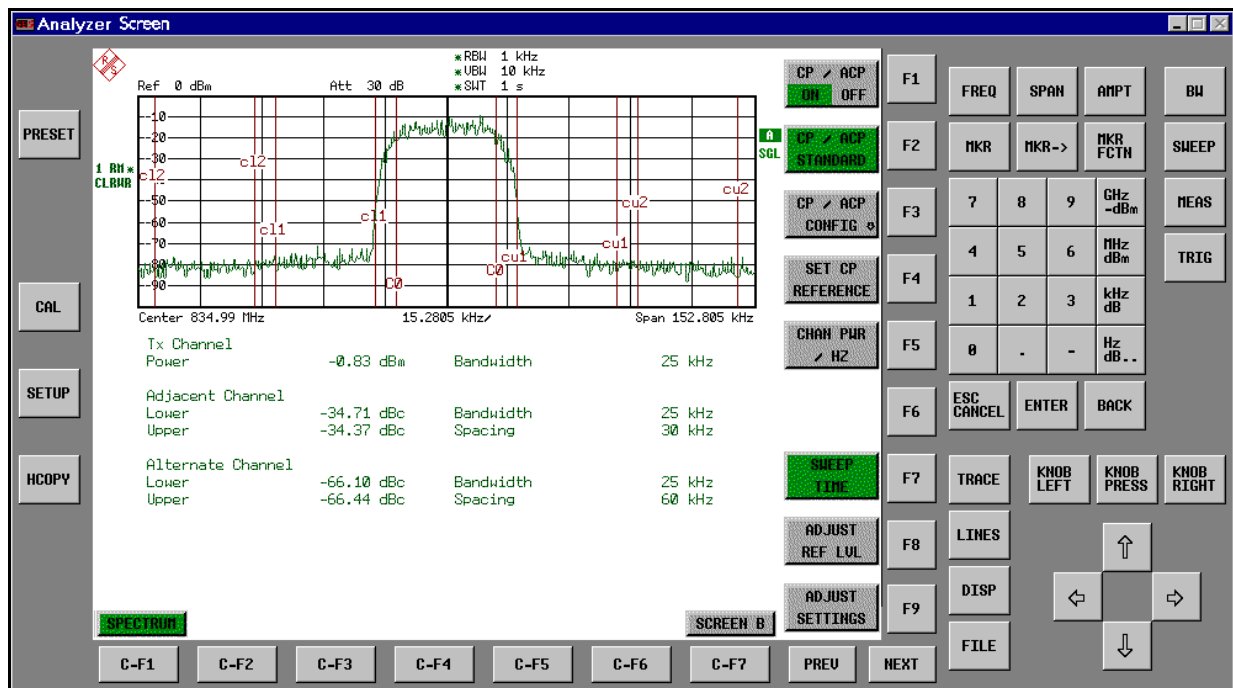 Analyzer Screen
R S
*RBW 1 kHz
*VBW 10 kHz
Ref 0 dBm Att 30 dB *SWT 1 s
-10
-20
-30
-50
-60
-70
-80
-90
1 RM *
CLRWR
A
SGL
cl2
cl2
cl1
cl1
C0
C0
cu1
cu1
cu2
cu2
Center 834.99 MHz 15.2805 kHz/ Span 152.805 kHz
Tx Channel
Power -0.83 dBm Bandwidth 25 kHz
Adjacent Channel
Lower -34.71 dBc Bandwidth 25 kHz
Upper -34.37 dBc Spacing 30 kHz
Alternate Channel
Lower -66.10 dBc Bandwidth 25 kHz
Upper -66.44 dBc Spacing 60 kHz
SPECTRUM
SCREEN B
PRESET
CAL
SETUP
HCOPY
CP / ACP
ON OFF
CP / ACP
STANDARD
CP / ACP
CONFIG
SET CP
REFERENCE
CHAN PWR
/ HZ
SWEEP
TIME
ADJUST
REF LVL
ADJUST
SETTINGS
F1
F2
F3
F4
F5
F6
F7
F8
F9
FREQ SPAN AMPT BW
MKR MKR-> MKR FCTN SWEEP
7 8 9 GHz -dBm MEAS
4 5 6 MHz dBm TRIG
1 2 3 kHz dB
0 . - Hz dB..
ESC CANCEL ENTER BACK
TRACE KNOB LEFT KNOB PRESS KNOB RIGHT
LINES
DISP
FILE
C-F1 C-F2 C-F3 C-F4 C-F5 C-F6 C-F7 PREV NEXT